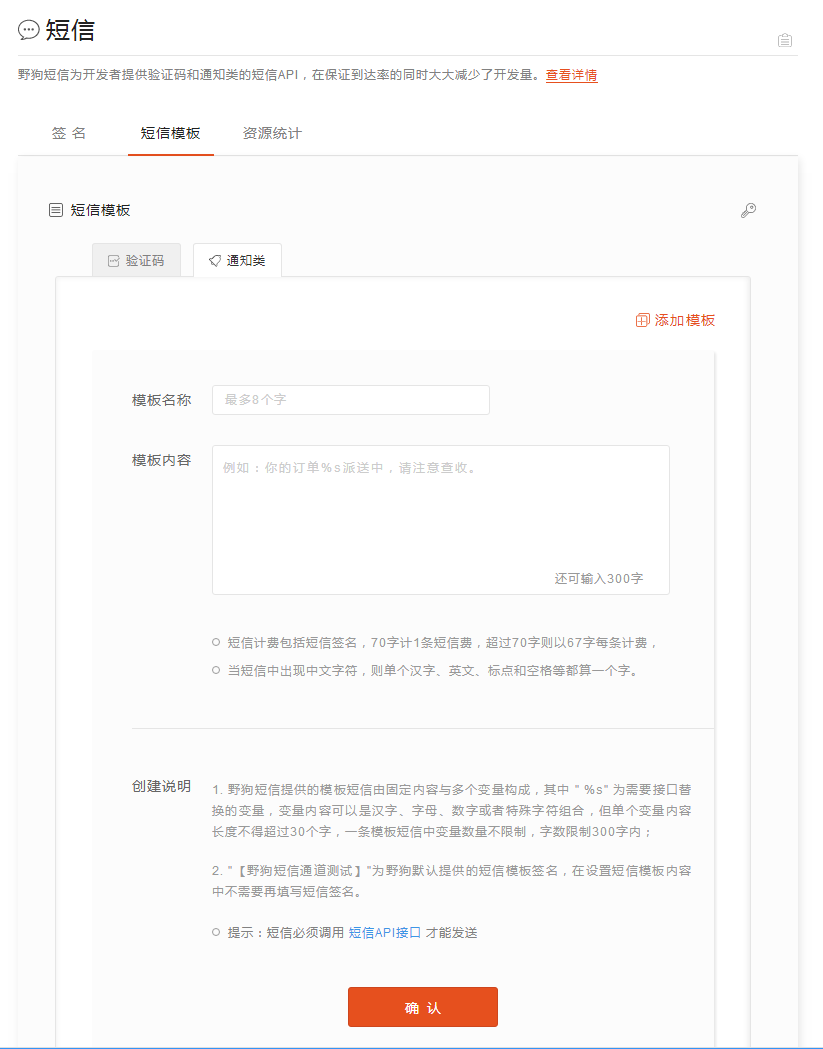 短信
野狗短信为开发者提供验证码和通知类的短信API，在保证到达率的同时大大减少了开发量。查看详情
签 名 短信模板 资源统计
短信模板
验证码 通知类
添加模板
模板名称 最多8个字
模板内容 例如：你的订单%s派送中，请注意查收。
还可输入300字
短信计费包括短信签名，70字计1条短信费，超过70字则以67字每条计费，
当短信中出现中文字符，则单个汉字、英文、标点和空格等都算一个字。
创建说明 1. 野狗短信提供的模板短信由固定内容与多个变量构成，其中 " %s" 为需要接口替
换的变量，变量内容可以是汉字、字母、数字或者特殊字符组合，但单个变量内容
长度不得超过30个字，一条模板短信中变量数量不限制，字数限制300字内；
2. "【野狗短信通道测试】"为野狗默认提供的短信模板签名，在设置短信模板内容
中不需要再填写短信签名。
提示：短信必须调用 短信API接口 才能发送
确 认